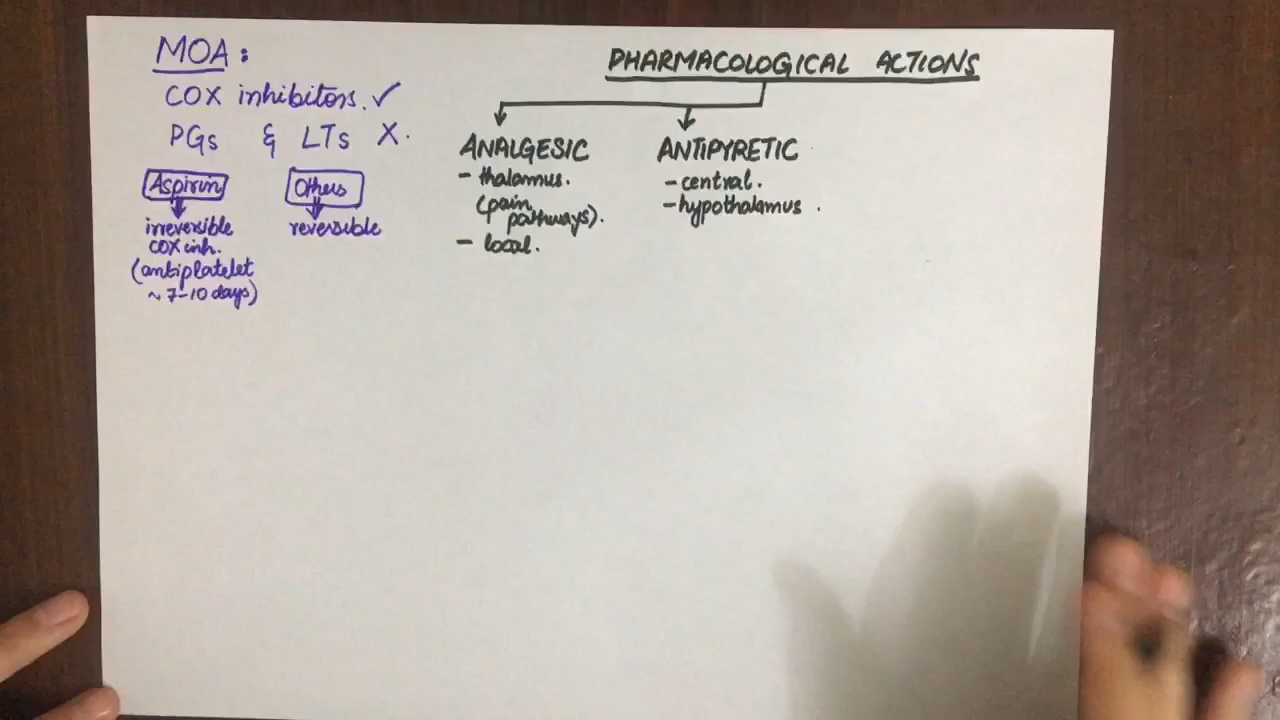 MOA:
COX inhibitors. ✓
PGs & LTs X.
Aspirin
irreversible
COX inh.
(antiplatelet
~ 7-10 days)
Others
reversible
PHARMACOLOGICAL ACTIONS
ANALGESIC
- thalamus.
(pain
pathways).
- local.
ANTIPYRETIC
- central.
- hypothalamus.